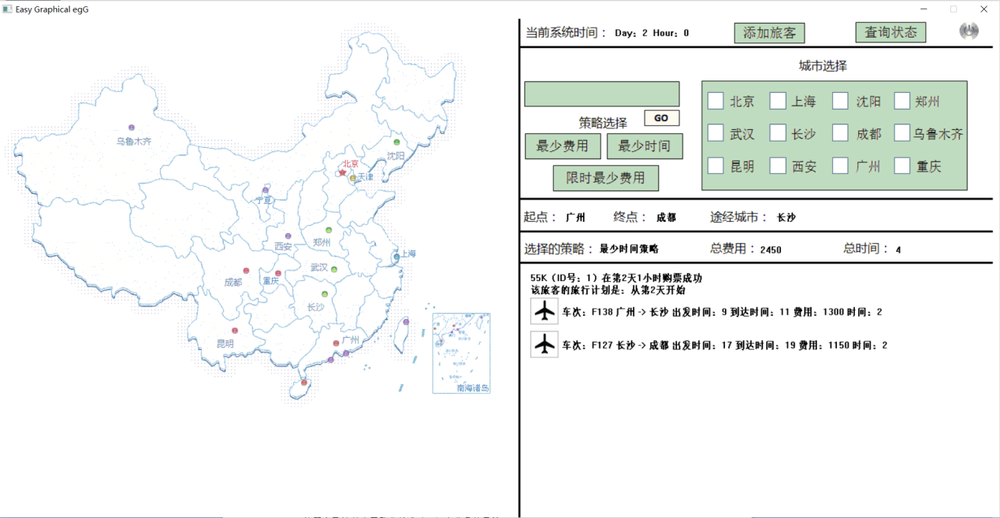 Easy Graphical egG
当前系统时间： Day：2 Hour：0
添加旅客
查询状态
城市选择
策略选择
GO
最少费用
最少时间
限时最少费用
北京
上海
沈阳
郑州
武汉
长沙
成都
乌鲁木齐
昆明
西安
广州
重庆
起点： 广州
终点： 成都
途经城市： 长沙
选择的策略：最少时间策略
总费用：2450
总时间： 4
55K（ID号：1）在第2天1小时购票成功
该旅客的旅行计划是：从第2天开始
车次：F138 广州 -> 长沙 出发时间：9 到达时间：11 费用：1300 时间：2
车次：F127 长沙 -> 成都 出发时间：17 到达时间：19 费用：1150 时间：2
乌鲁木齐
沈阳
北京
天津
宁夏
西安
郑州
上海
武汉
成都
重庆
长沙
昆明
广州
南海诸岛